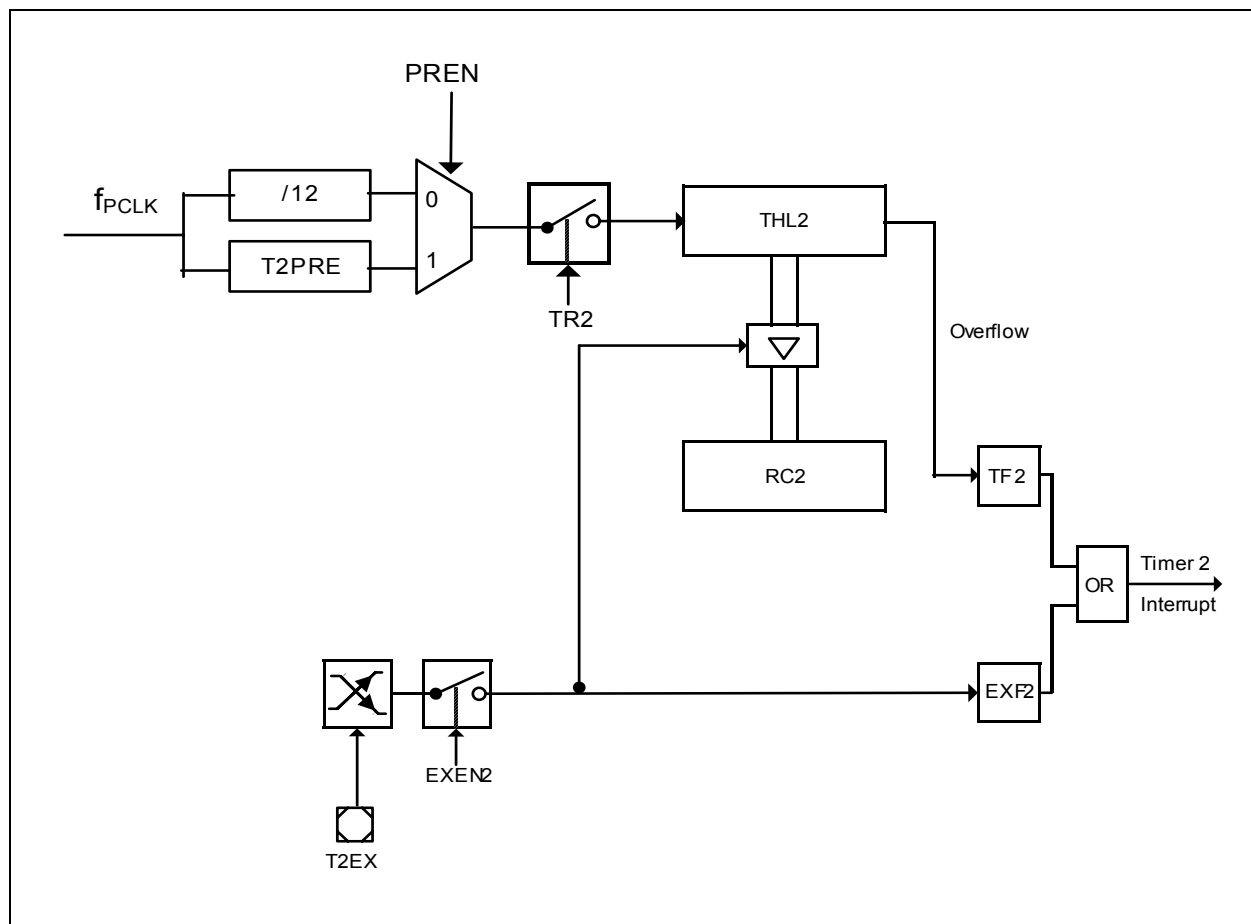 PREN
fPCLK
/12
0
T2PRE
1
TR2
THL2
Overflow
RC2
TF2
OR
Timer 2
Interrupt
EXF2
EXEN2
T2EX